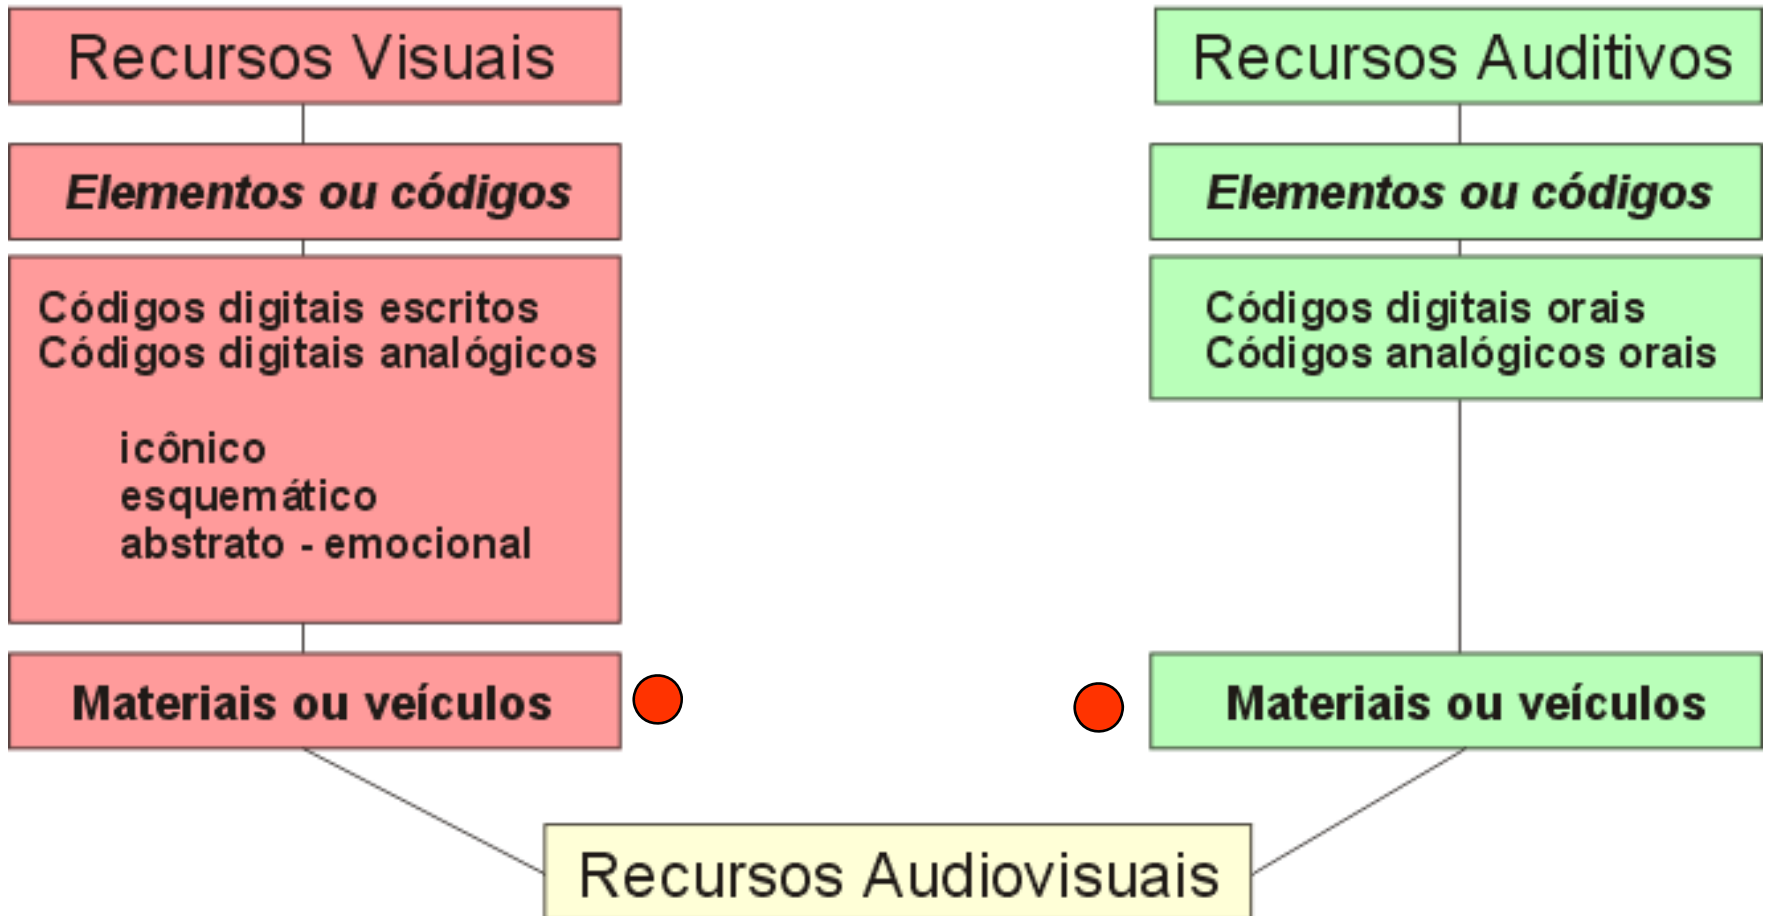 Recursos Visuais
Elementos ou códigos
Códigos digitais escritos
Códigos digitais analógicos
icônico
esquemático
abstrato - emocional
Materiais ou veículos
Recursos Auditivos
Elementos ou códigos
Códigos digitais orais
Códigos analógicos orais
Materiais ou veículos
Recursos Audiovisuais